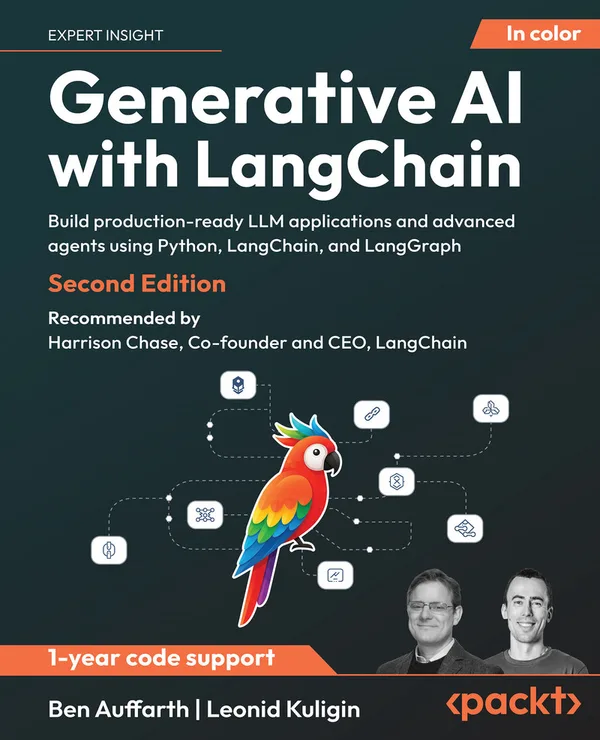 EXPERT INSIGHT
In color
Generative AI
with LangChain
Build production-ready LLM applications and advanced
agents using Python, LangChain, and LangGraph
Second Edition
Recommended by
Harrison Chase, Co-founder and CEO, LangChain
1-year code support
Ben Auffarth | Leonid Kuligin
<packt>